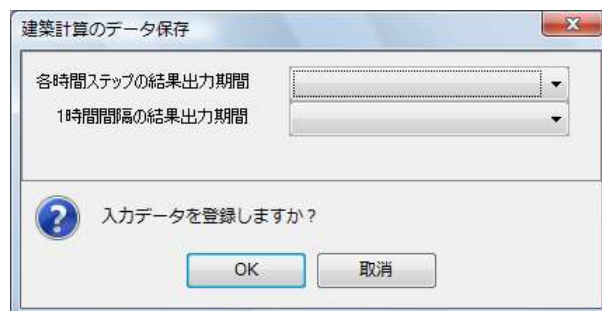 建築計算のデータ保存
各時間ステップの結果出力期間
1時間間隔の結果出力期間
入力データを登録しますか？
OK
取消